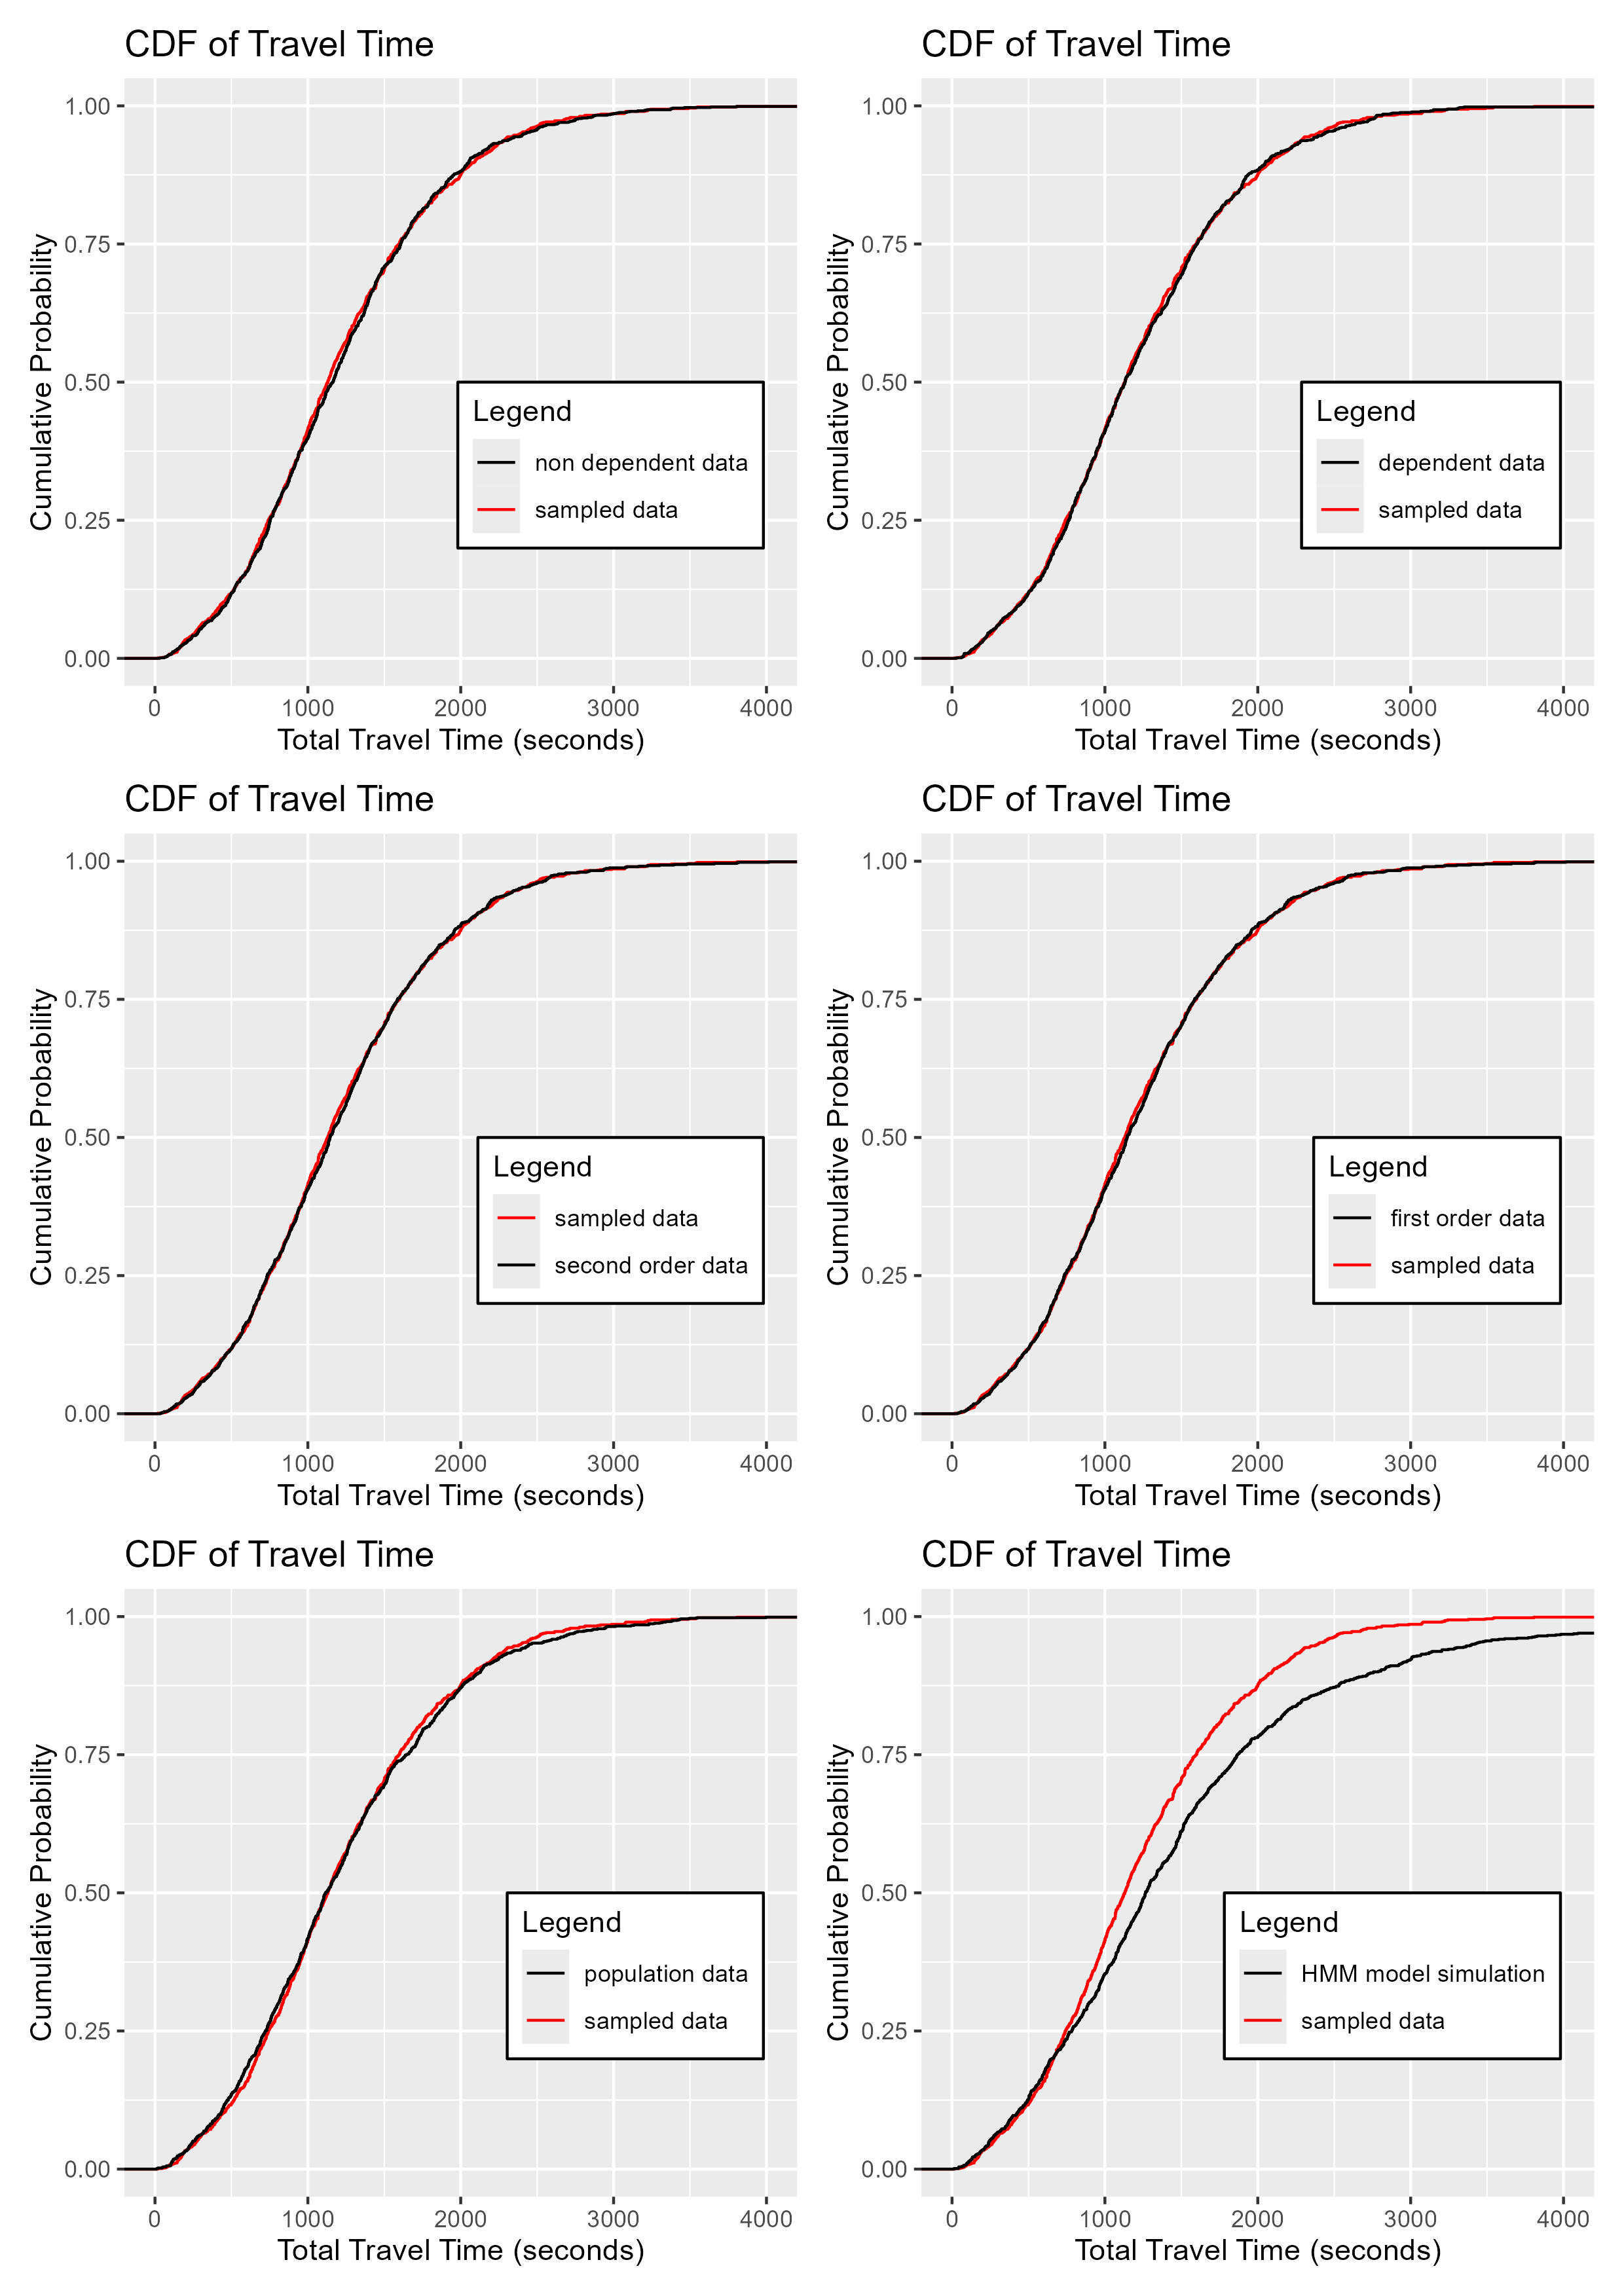 CDF of Travel Time
1.00
0.75
0.50
0.25
0.00
Cumulative Probability
Legend
non dependent data
sampled data
0 1000 2000 3000 4000
Total Travel Time (seconds)
CDF of Travel Time
1.00
0.75
0.50
0.25
0.00
Cumulative Probability
Legend
dependent data
sampled data
0 1000 2000 3000 4000
Total Travel Time (seconds)
CDF of Travel Time
1.00
0.75
0.50
0.25
0.00
Cumulative Probability
Legend
sampled data
second order data
0 1000 2000 3000 4000
Total Travel Time (seconds)
CDF of Travel Time
1.00
0.75
0.50
0.25
0.00
Cumulative Probability
Legend
first order data
sampled data
0 1000 2000 3000 4000
Total Travel Time (seconds)
CDF of Travel Time
1.00
0.75
0.50
0.25
0.00
Cumulative Probability
Legend
population data
sampled data
0 1000 2000 3000 4000
Total Travel Time (seconds)
CDF of Travel Time
1.00
0.75
0.50
0.25
0.00
Cumulative Probability
Legend
HMM model simulation
sampled data
0 1000 2000 3000 4000
Total Travel Time (seconds)